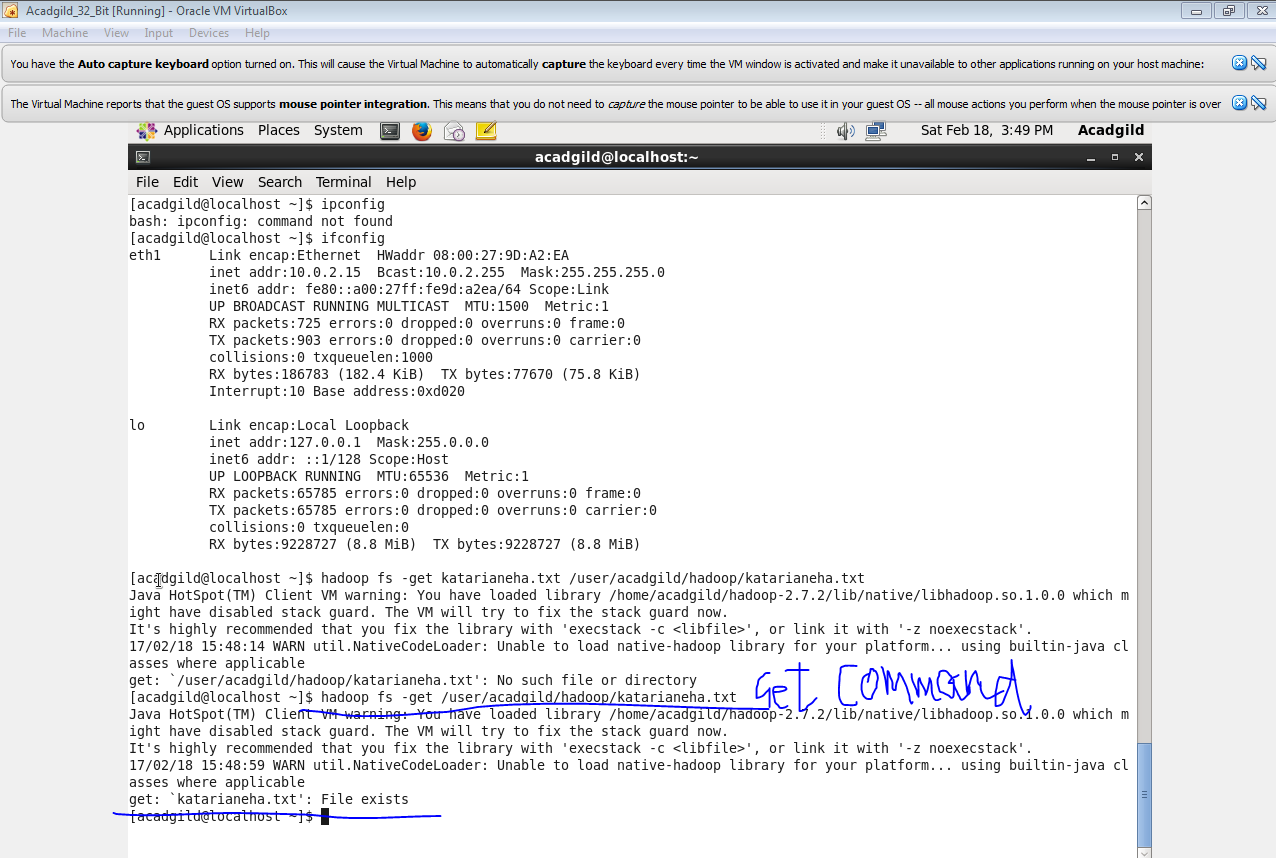 Acadgild_32_Bit [Running] - Oracle VM VirtualBox
File Machine View Input Devices Help
You have the Auto capture keyboard option turned on. This will cause the Virtual Machine to automatically capture the keyboard every time the VM window is activated and make it unavailable to other applications running on your host machine:
The Virtual Machine reports that the guest OS supports mouse pointer integration. This means that you do not need to capture the mouse pointer to be able to use it in your guest OS -- all mouse actions you perform when the mouse pointer is over
Applications Places System Sat Feb 18, 3:49 PM Acadgild
acadgild@localhost:~
File Edit View Search Terminal Help
[acadgild@localhost ~]$ ipconfig
bash: ipconfig: command not found
[acadgild@localhost ~]$ ifconfig
eth1 Link encap:Ethernet HWaddr 08:00:27:9D:A2:EA
inet addr:10.0.2.15 Bcast:10.0.2.255 Mask:255.255.255.0
inet6 addr: fe80::a00:27ff:fe9d:a2ea/64 Scope:Link
UP BROADCAST RUNNING MULTICAST MTU:1500 Metric:1
RX packets:725 errors:0 dropped:0 overruns:0 frame:0
TX packets:903 errors:0 dropped:0 overruns:0 carrier:0
collisions:0 txqueuelen:1000
RX bytes:186783 (182.4 KiB) TX bytes:77670 (75.8 KiB)
Interrupt:10 Base address:0xd020
lo Link encap:Local Loopback
inet addr:127.0.0.1 Mask:255.0.0.0
inet6 addr: ::1/128 Scope:Host
UP LOOPBACK RUNNING MTU:65536 Metric:1
RX packets:65785 errors:0 dropped:0 overruns:0 frame:0
TX packets:65785 errors:0 dropped:0 overruns:0 carrier:0
collisions:0 txqueuelen:0
RX bytes:9228727 (8.8 MiB) TX bytes:9228727 (8.8 MiB)
[acadgild@localhost ~]$ hadoop fs -get katarianeha.txt /user/acadgild/hadoop/katarianeha.txt
Java HotSpot(TM) Client VM warning: You have loaded library /home/acadgild/hadoop-2.7.2/lib/native/libhadoop.so.1.0.0 which m
ight have disabled stack guard. The VM will try to fix the stack guard now.
It's highly recommended that you fix the library with 'execstack -c <libfile>', or link it with '-z noexecstack'.
17/02/18 15:48:14 WARN util.NativeCodeLoader: Unable to load native-hadoop library for your platform... using builtin-java cl
asses where applicable
get: `/user/acadgild/hadoop/katarianeha.txt': No such file or directory
[acadgild@localhost ~]$ hadoop fs -get /user/acadgild/hadoop/katarianeha.txt Get Command
Java HotSpot(TM) Client VM warning: You have loaded library /home/acadgild/hadoop-2.7.2/lib/native/libhadoop.so.1.0.0 which m
ight have disabled stack guard. The VM will try to fix the stack guard now.
It's highly recommended that you fix the library with 'execstack -c <libfile>', or link it with '-z noexecstack'.
17/02/18 15:48:59 WARN util.NativeCodeLoader: Unable to load native-hadoop library for your platform... using builtin-java cl
asses where applicable
get: `katarianeha.txt': File exists
[acadgild@localhost ~]$